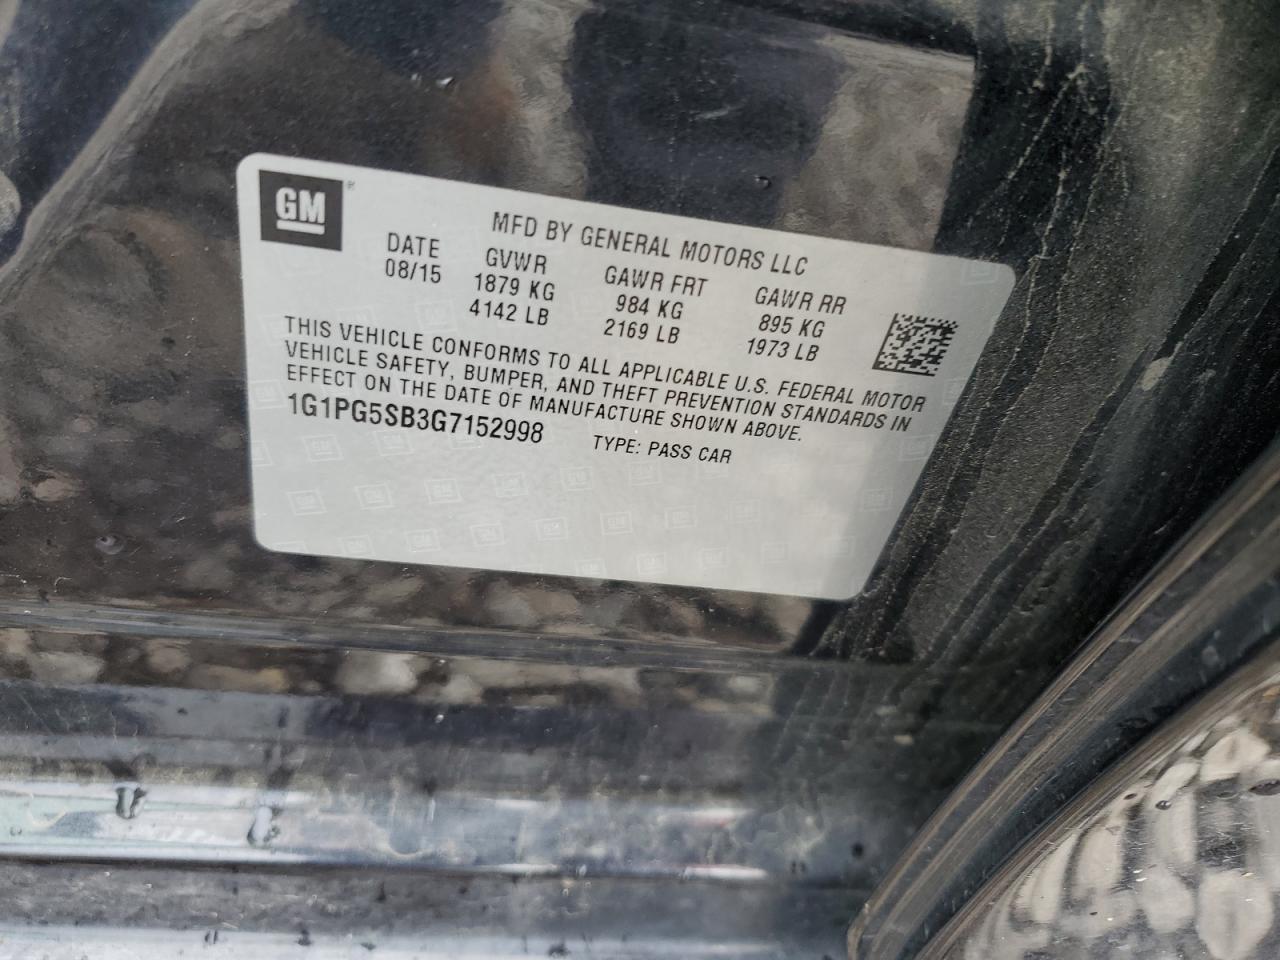 GM ®
MFD BY GENERAL MOTORS LLC
DATE GVWR GAWR FRT GAWR RR
08/15 1879 KG 984 KG 895 KG
4142 LB 2169 LB 1973 LB
THIS VEHICLE CONFORMS TO ALL APPLICABLE U.S. FEDERAL MOTOR
VEHICLE SAFETY, BUMPER, AND THEFT PREVENTION STANDARDS IN
EFFECT ON THE DATE OF MANUFACTURE SHOWN ABOVE.
1G1PG5SB3G7152998 TYPE: PASS CAR